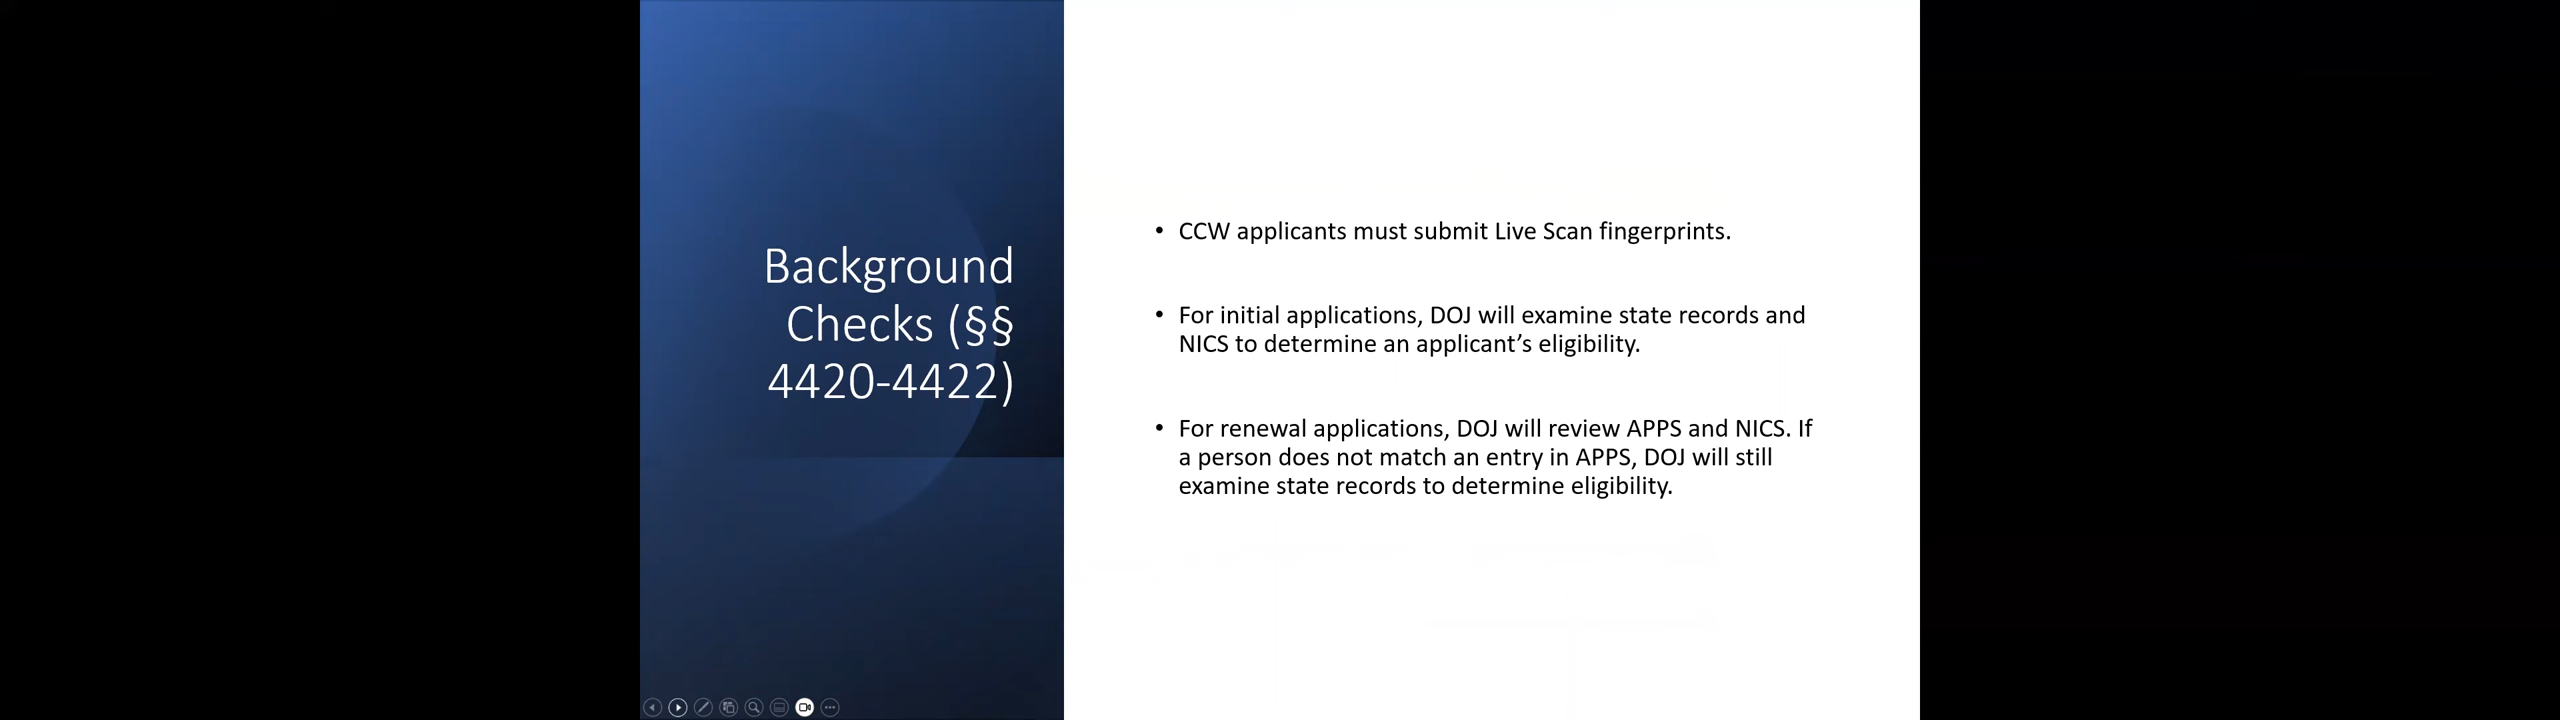 Background
Checks (§§
4420-4422)
• CCW applicants must submit Live Scan fingerprints.
• For initial applications, DOJ will examine state records and
NICS to determine an applicant’s eligibility.
• For renewal applications, DOJ will review APPS and NICS. If
a person does not match an entry in APPS, DOJ will still
examine state records to determine eligibility.